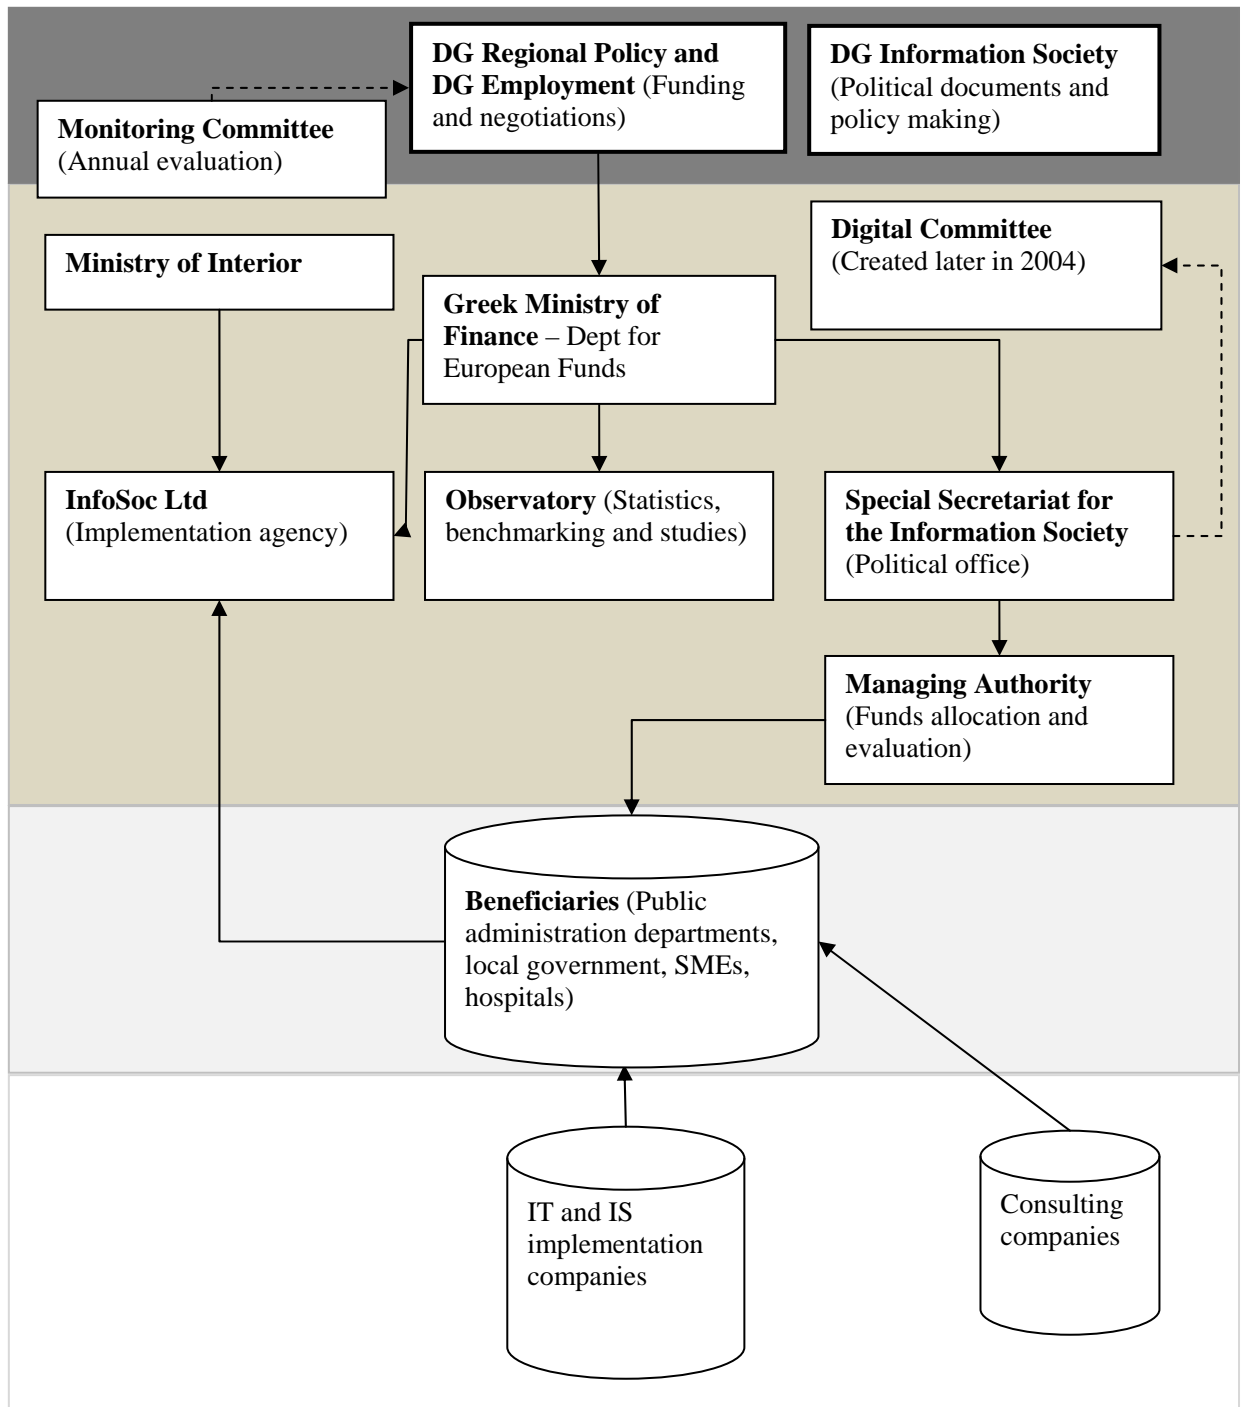 DG Regional Policy and
DG Employment (Funding
and negotiations)
DG Information Society
(Political documents and
policy making)
Monitoring Committee
(Annual evaluation)
Ministry of Interior
Digital Committee
(Created later in 2004)
Greek Ministry of
Finance – Dept for
European Funds
InfoSoc Ltd
(Implementation agency)
Observatory (Statistics,
benchmarking and studies)
Special Secretariat for
the Information Society
(Political office)
Managing Authority
(Funds allocation and
evaluation)
Beneficiaries (Public
administration departments,
local government, SMEs,
hospitals)
IT and IS
implementation
companies
Consulting
companies